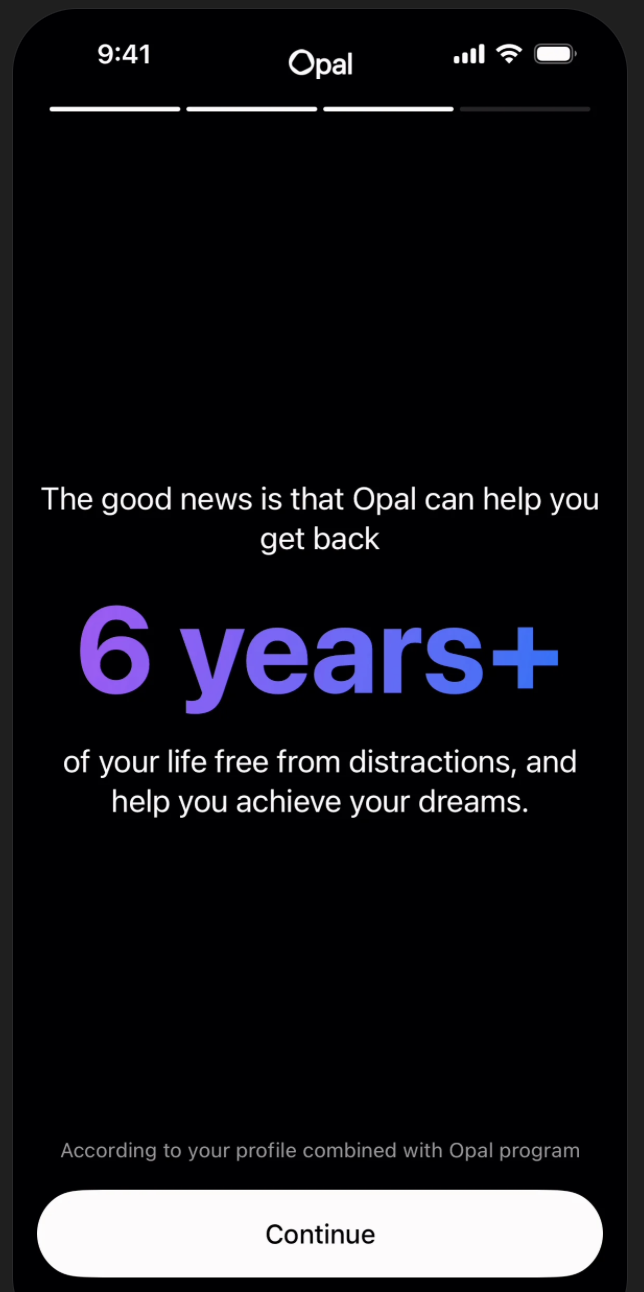 9:41
Opal
The good news is that Opal can help you
get back
6 years+
of your life free from distractions, and
help you achieve your dreams.
According to your profile combined with Opal program
Continue